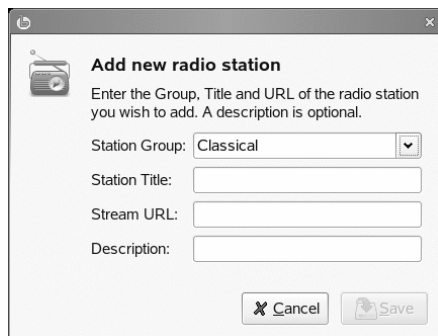 Add new radio station
Enter the Group, Title and URL of the radio station
you wish to add. A description is optional.
Station Group: Classical
Station Title:
Stream URL:
Description:
Cancel Save